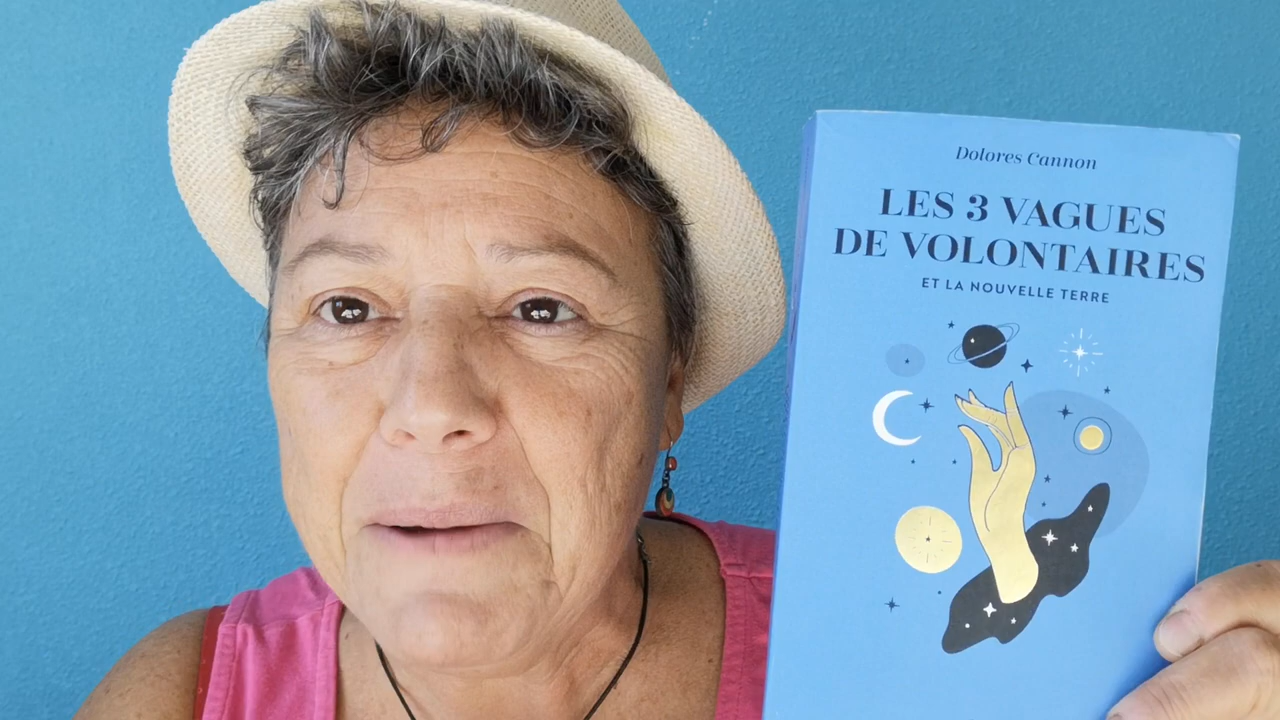 Dolores Cannon
LES 3 VAGUES
DE VOLONTAIRES
ET LA NOUVELLE TERRE